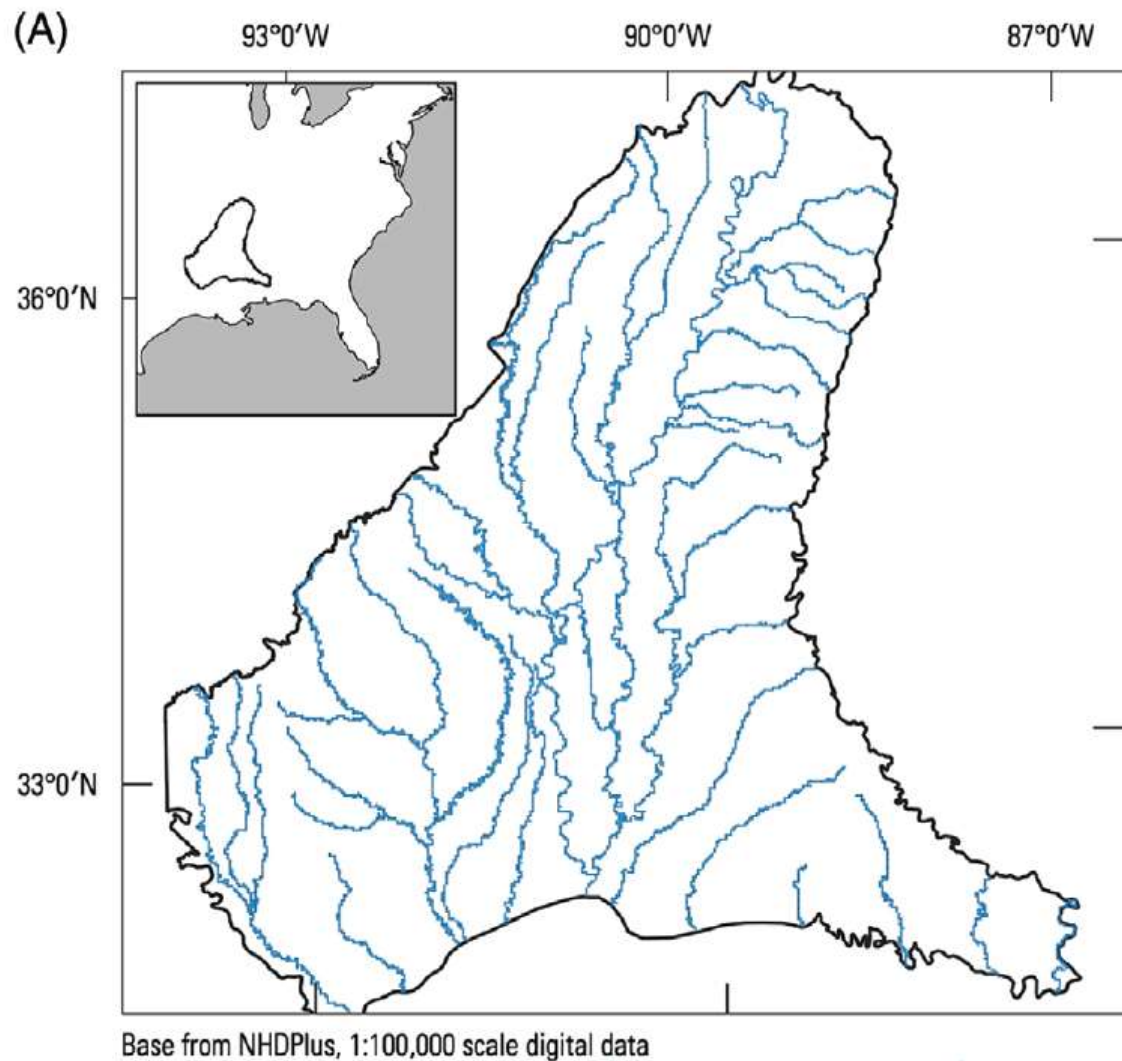 (A)
93°0′W 90°0′W 87°0′W
36°0′N
33°0′N
Base from NHDPlus, 1:100,000 scale digital data